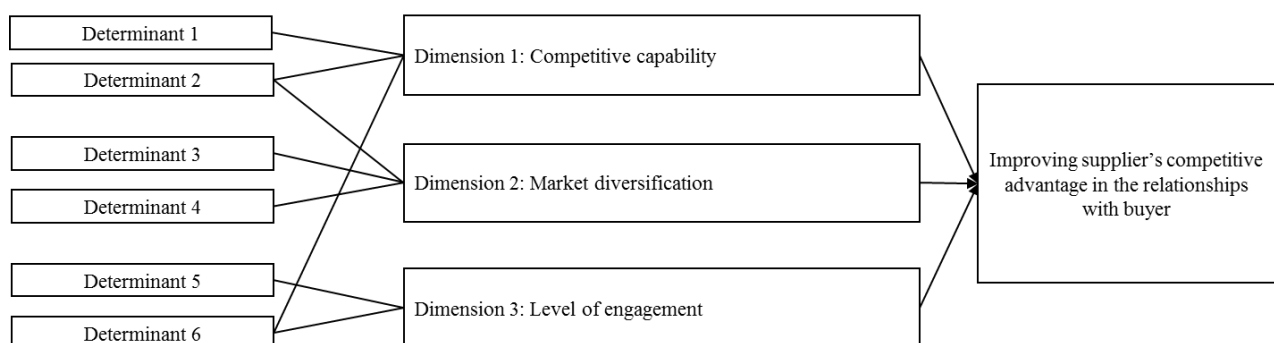 Determinant 1
Determinant 2
Determinant 3
Determinant 4
Determinant 5
Determinant 6
Dimension 1: Competitive capability
Dimension 2: Market diversification
Dimension 3: Level of engagement
Improving supplier’s competitive
advantage in the relationships
with buyer